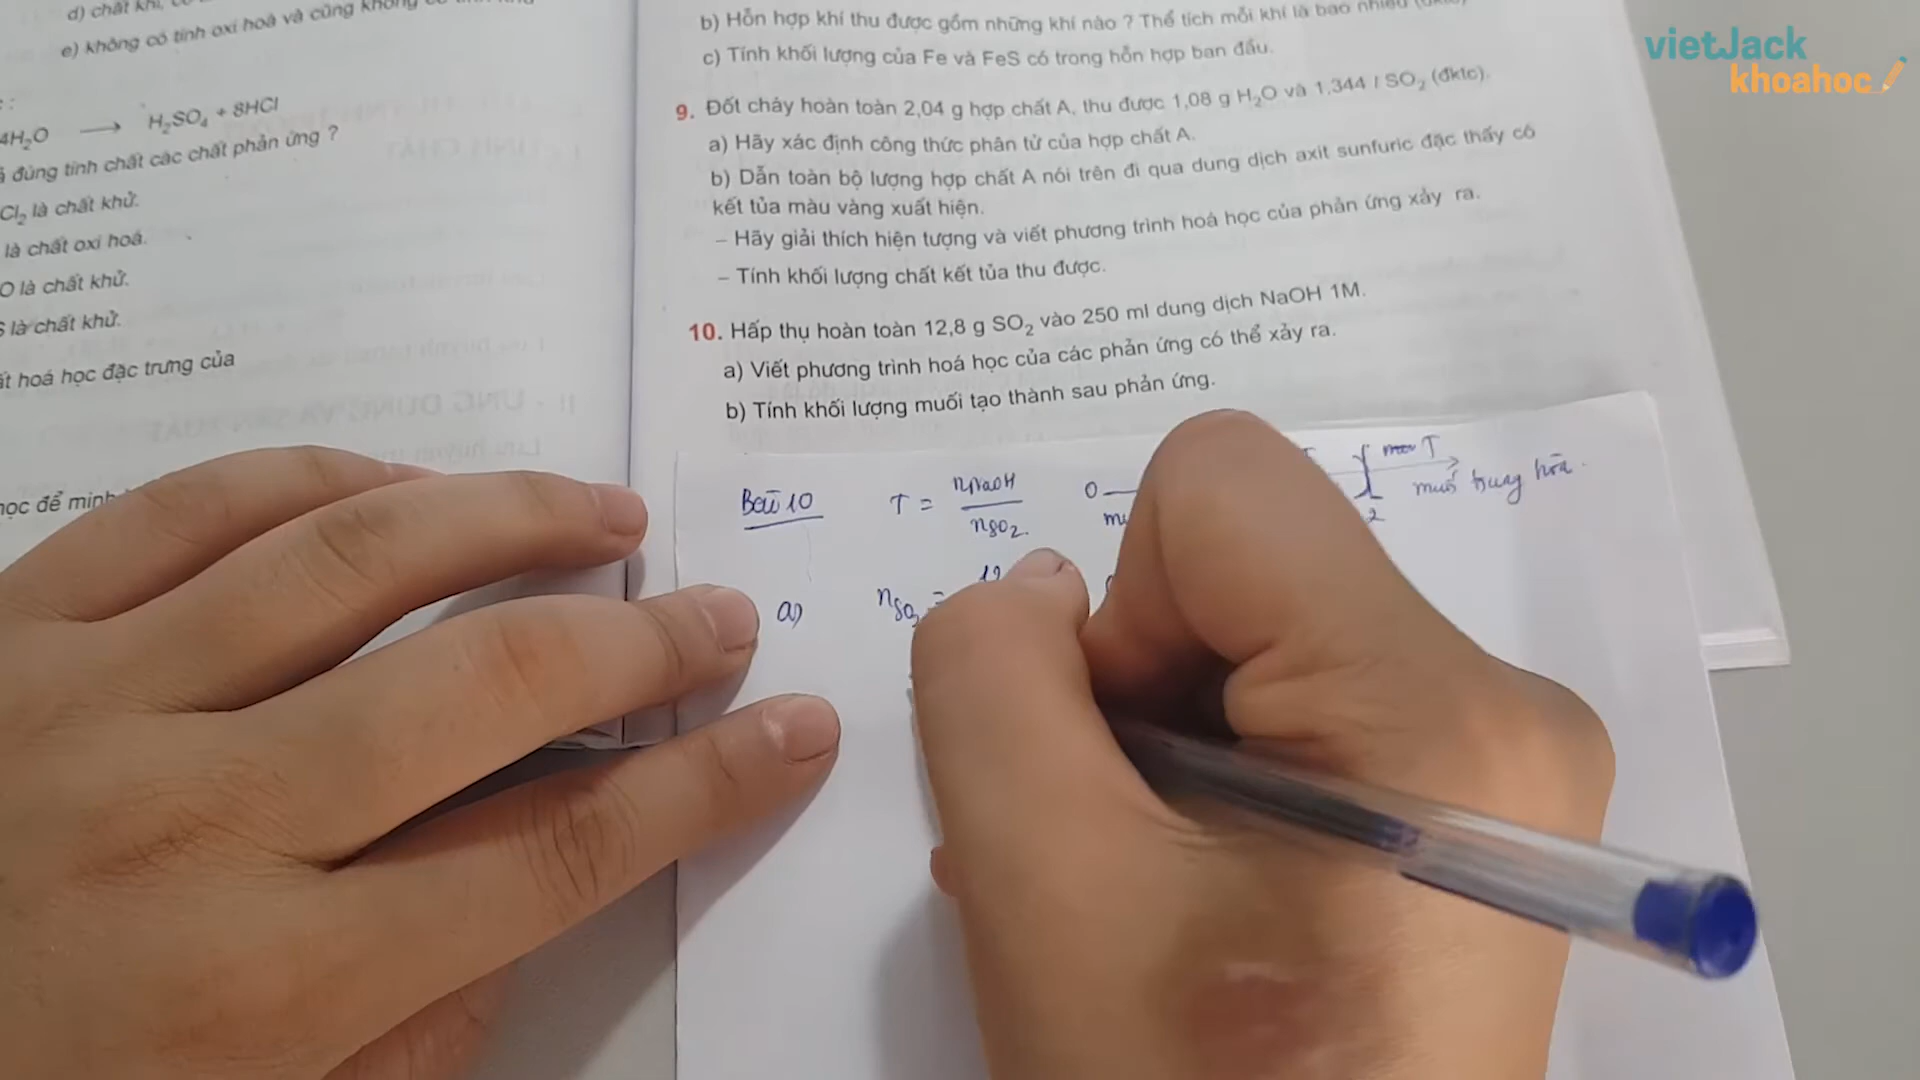 d) chất khí,
e) không có tính oxi hoá và cũng không
4H₂O ⟶ H₂SO₄ + 8HCl
đúng tính chất các chất phản ứng ?
Cl₂ là chất khử.
là chất oxi hoá.
O là chất khử.
S là chất khử.
hoá học đặc trưng của
học để minh
b) Hỗn hợp khí thu được gồm những khí nào ? Thể tích mỗi khí là bao nhiêu
c) Tính khối lượng của Fe và FeS có trong hỗn hợp ban đầu.
9. Đốt cháy hoàn toàn 2,04 g hợp chất A, thu được 1,08 g H₂O và 1,344 l SO₂ (đktc).
a) Hãy xác định công thức phân tử của hợp chất A.
b) Dẫn toàn bộ lượng hợp chất A nói trên đi qua dung dịch axit sunfuric đặc thấy có
kết tủa màu vàng xuất hiện.
– Hãy giải thích hiện tượng và viết phương trình hoá học của phản ứng xảy ra.
– Tính khối lượng chất kết tủa thu được.
10. Hấp thụ hoàn toàn 12,8 g SO₂ vào 250 ml dung dịch NaOH 1M.
a) Viết phương trình hoá học của các phản ứng có thể xảy ra.
b) Tính khối lượng muối tạo thành sau phản ứng.
Bài 10 T = nNaOH / nSO₂ 0 T
2 muối trung hòa.
a) nSO₂ = 12
vietJack
khoahoc